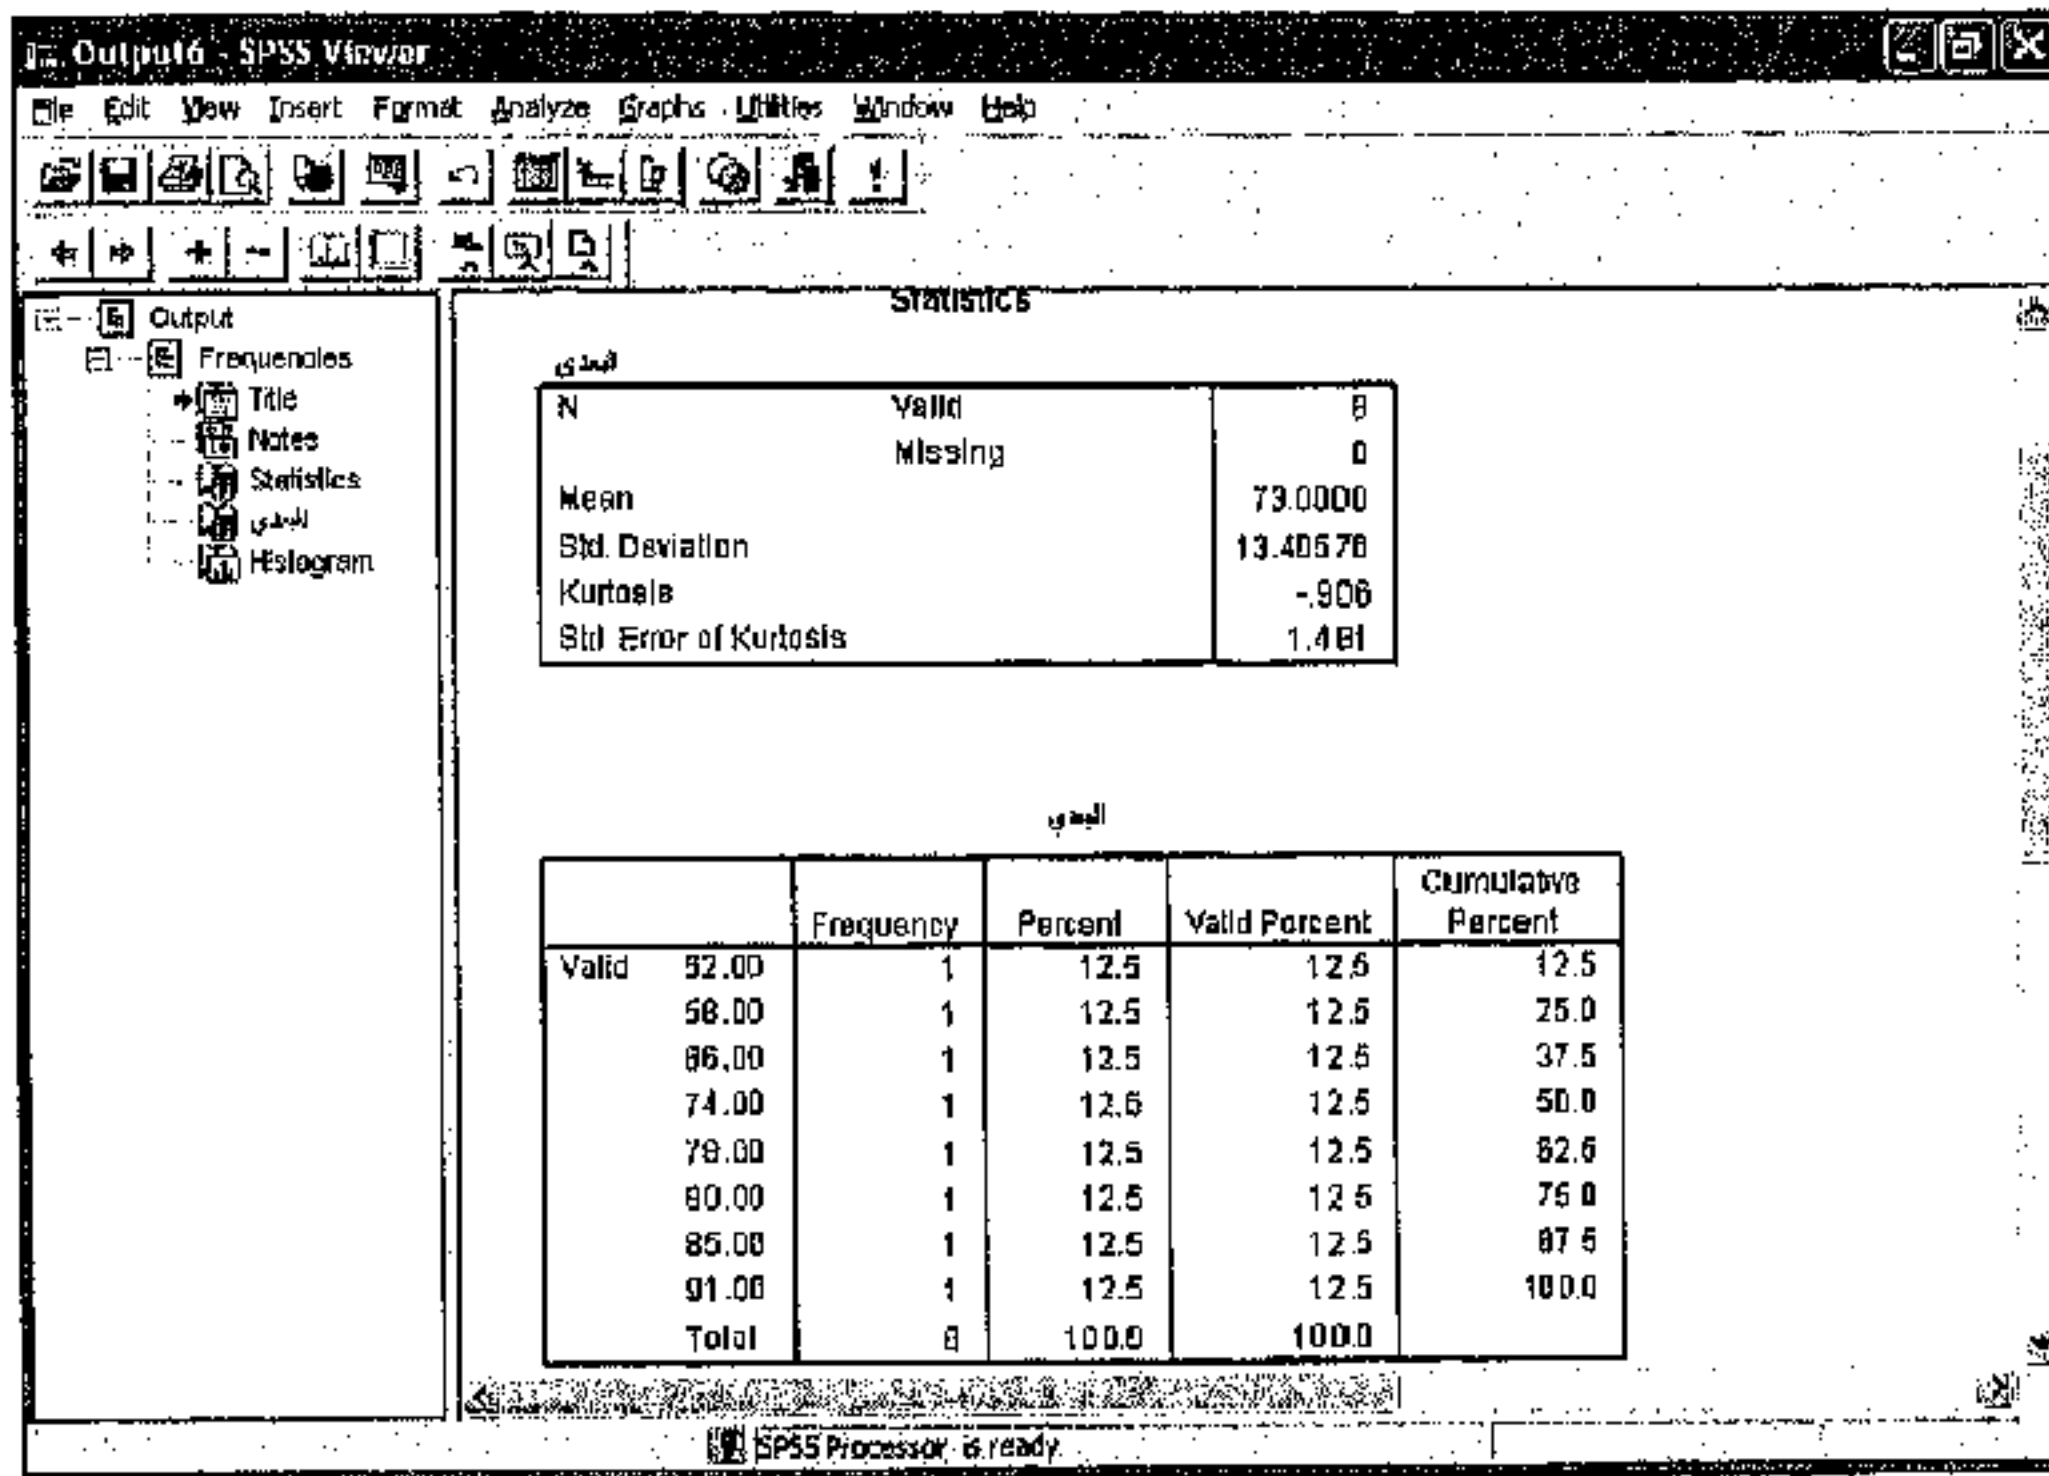 Output6 - SPSS Viewer
File Edit View Insert Format Analyze Graphs Utilities Window Help
Output
Frequencies
Title
Notes
Statistics
البعدى
Histogram
Statistics
البعدى
N Valid 8
Missing 0
Mean 73.0000
Std. Deviation 13.40576
Kurtosis -.906
Std. Error of Kurtosis 1.481
البعدى
Frequency Percent Valid Percent Cumulative Percent
Valid 52.00 1 12.5 12.5 12.5
58.00 1 12.5 12.5 25.0
66.00 1 12.5 12.5 37.5
74.00 1 12.5 12.5 50.0
78.00 1 12.5 12.5 62.5
80.00 1 12.5 12.5 75.0
85.00 1 12.5 12.5 87.5
91.00 1 12.5 12.5 100.0
Total 8 100.0 100.0
SPSS Processor is ready